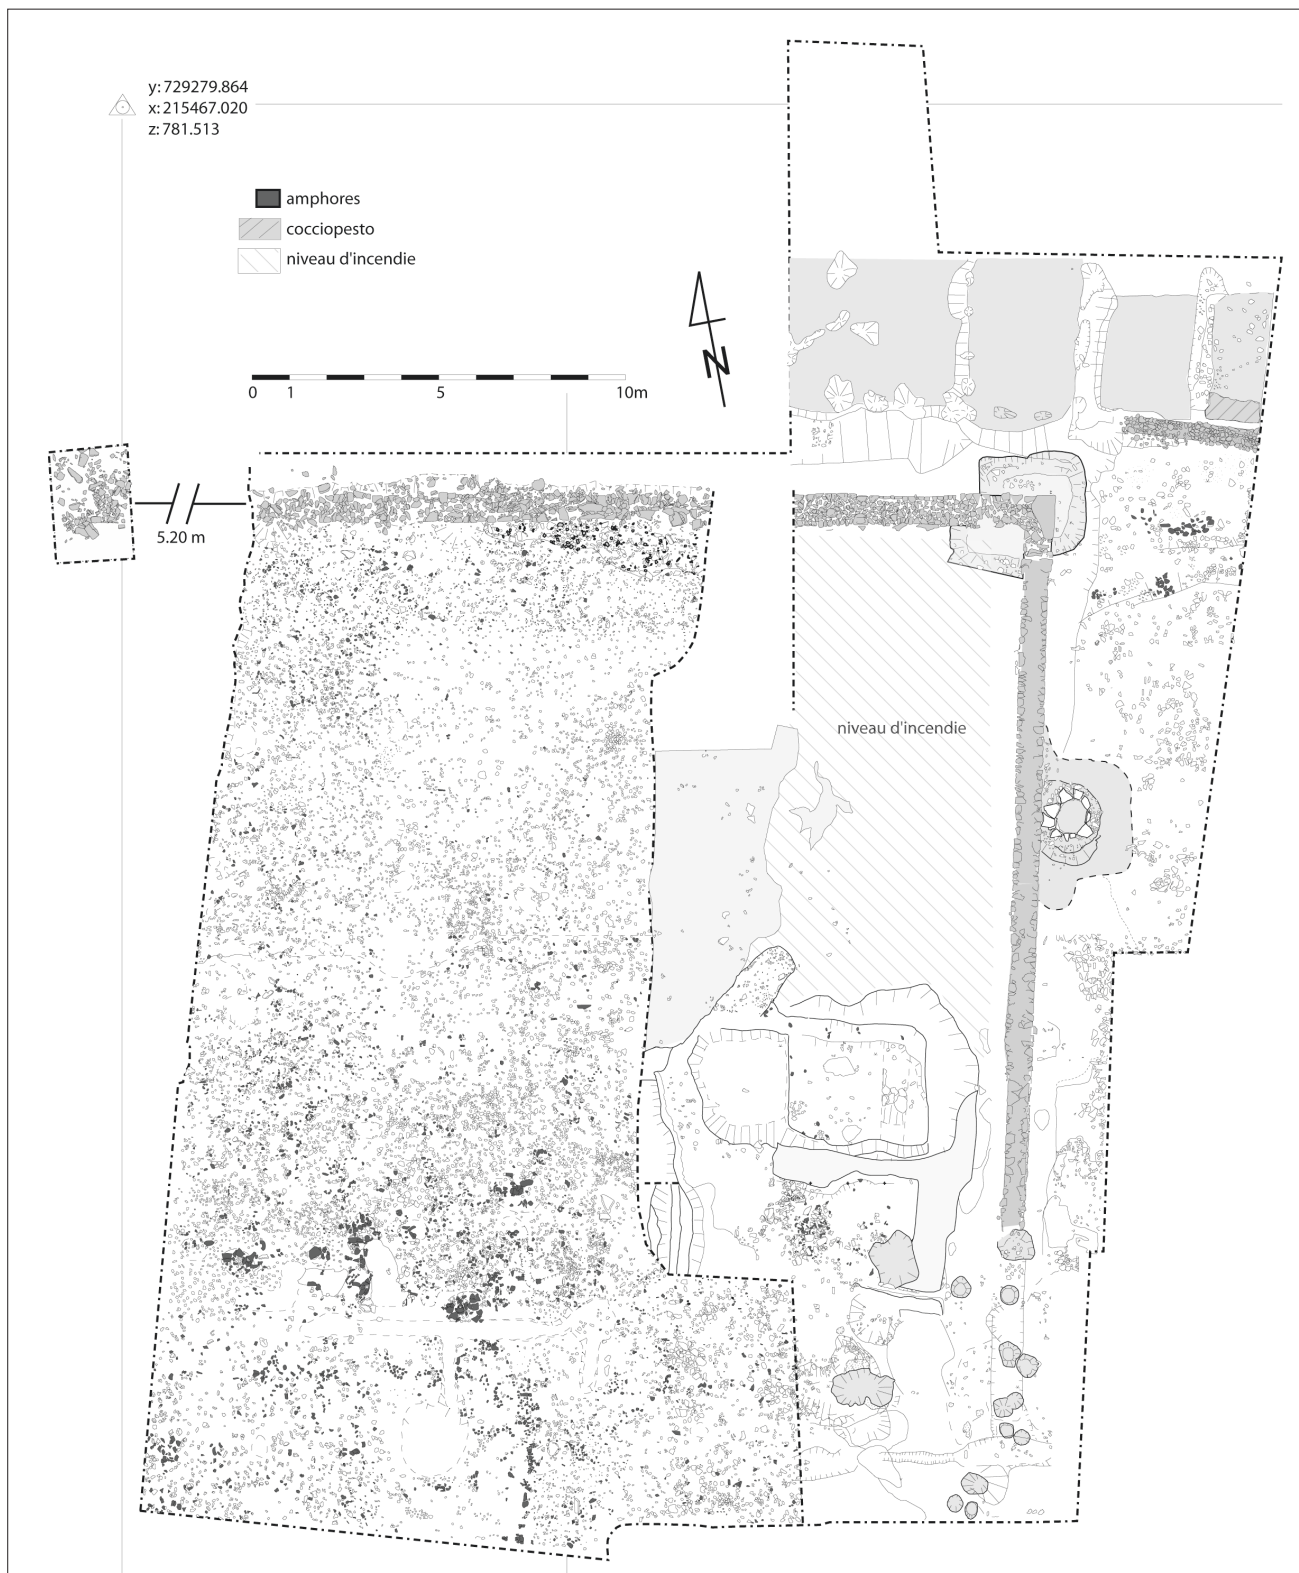 y: 729279.864
x: 215467.020
z: 781.513
amphores
cocciopesto
niveau d'incendie
N
0 1 5 10m
5.20 m
niveau d'incendie